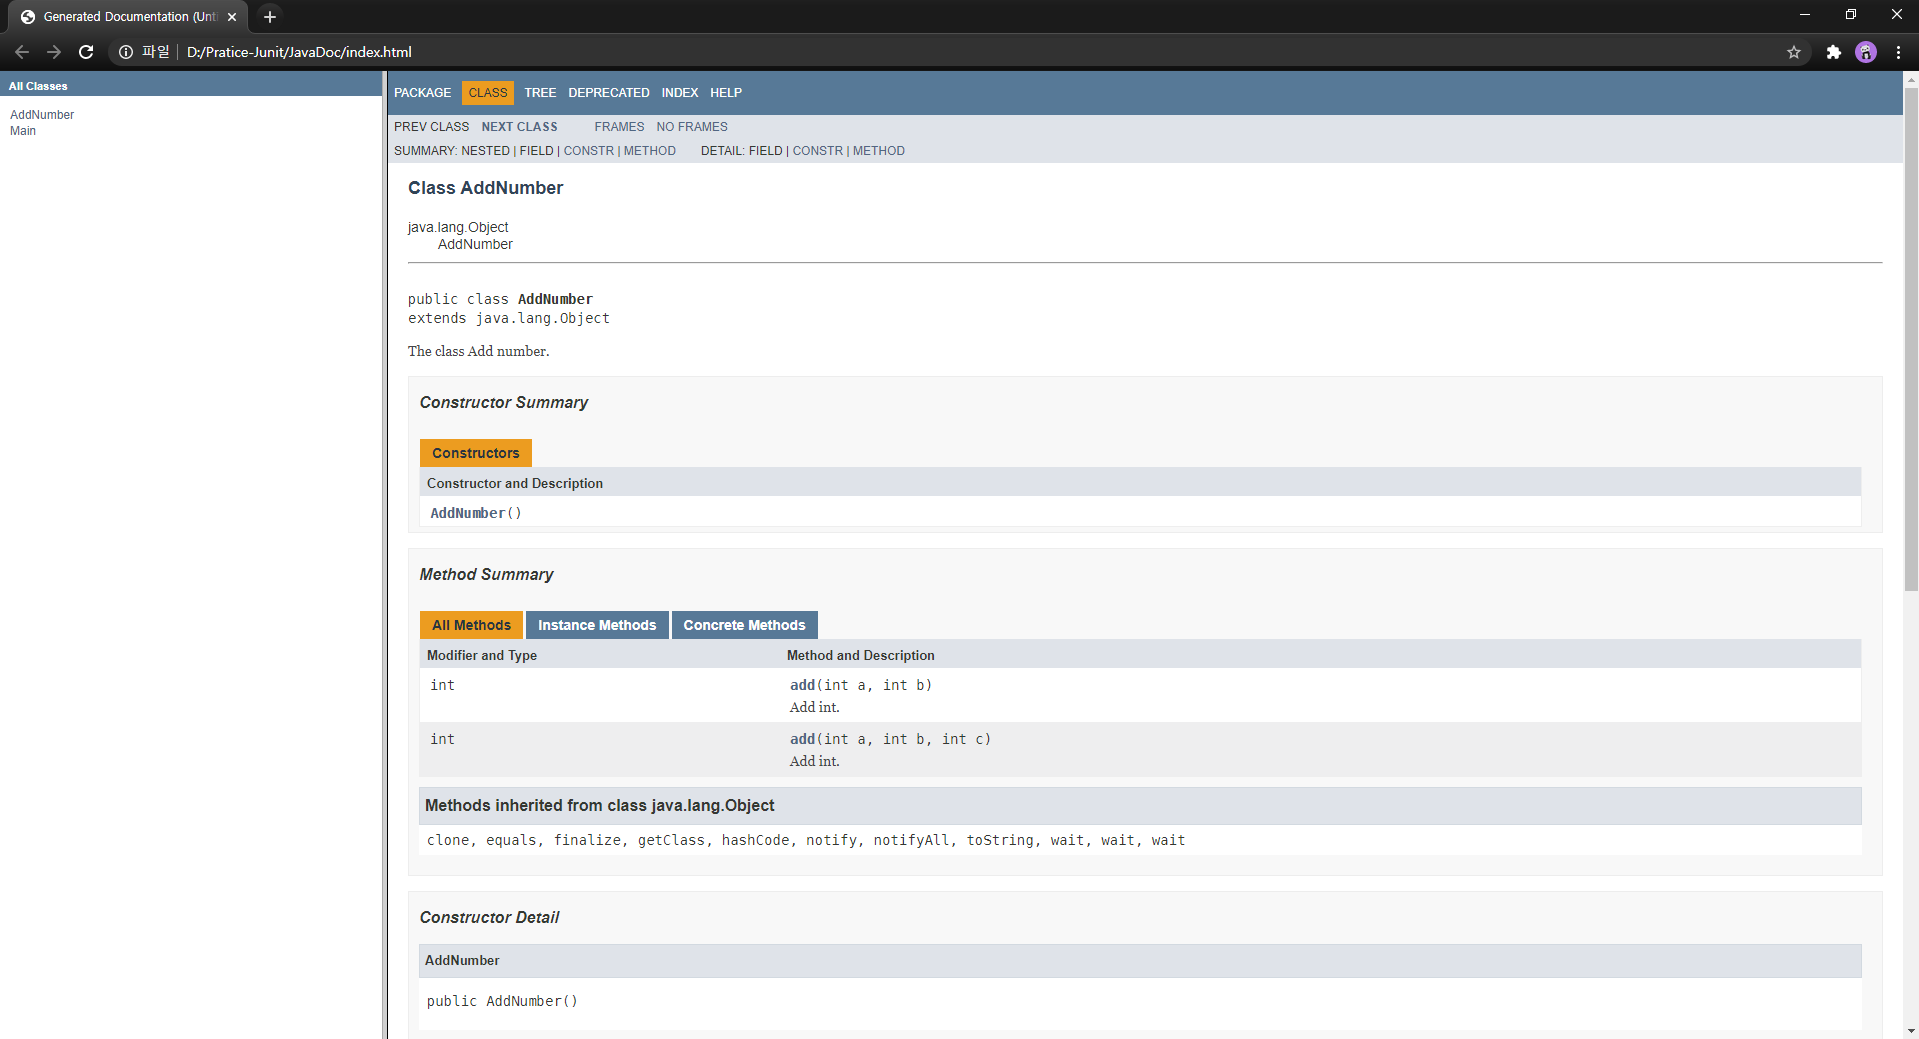 Generated Documentation (Unti
파일 D:/Pratice-Junit/JavaDoc/index.html
All Classes
AddNumber
Main
PACKAGE CLASS TREE DEPRECATED INDEX HELP
PREV CLASS NEXT CLASS FRAMES NO FRAMES
SUMMARY: NESTED | FIELD | CONSTR | METHOD DETAIL: FIELD | CONSTR | METHOD
Class AddNumber
java.lang.Object
AddNumber
public class AddNumber
extends java.lang.Object
The class Add number.
Constructor Summary
Constructors
Constructor and Description
AddNumber()
Method Summary
All Methods Instance Methods Concrete Methods
Modifier and Type Method and Description
int add(int a, int b)
Add int.
int add(int a, int b, int c)
Add int.
Methods inherited from class java.lang.Object
clone, equals, finalize, getClass, hashCode, notify, notifyAll, toString, wait, wait, wait
Constructor Detail
AddNumber
public AddNumber()